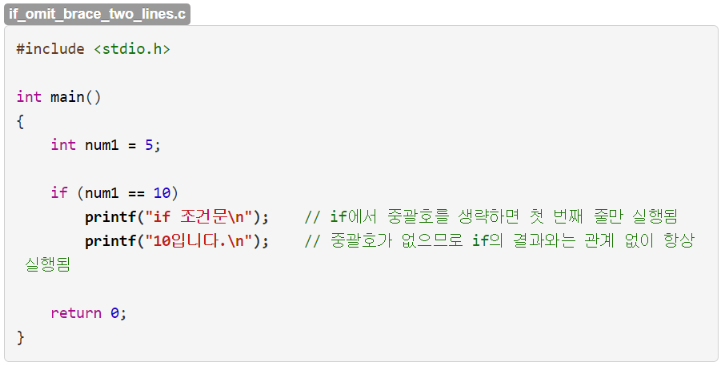 if_omit_brace_two_lines.c
#include <stdio.h>
int main()
{
    int num1 = 5;
    if (num1 == 10)
        printf("if 조건문\n");    // if에서 중괄호를 생략하면 첫 번째 줄만 실행됨
        printf("10입니다.\n");    // 중괄호가 없으므로 if의 결과와는 관계 없이 항상
실행됨
    return 0;
}